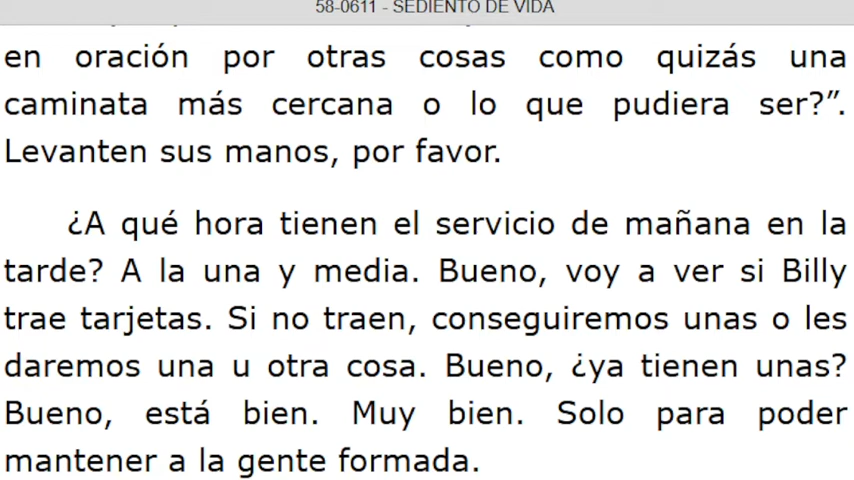 58-0611 - SEDIENTO DE VIDA
en oración por otras cosas como quizás una
caminata más cercana o lo que pudiera ser?”.
Levanten sus manos, por favor.
¿A qué hora tienen el servicio de mañana en la
tarde? A la una y media. Bueno, voy a ver si Billy
trae tarjetas. Si no traen, conseguiremos unas o les
daremos una u otra cosa. Bueno, ¿ya tienen unas?
Bueno, está bien. Muy bien. Solo para poder
mantener a la gente formada.